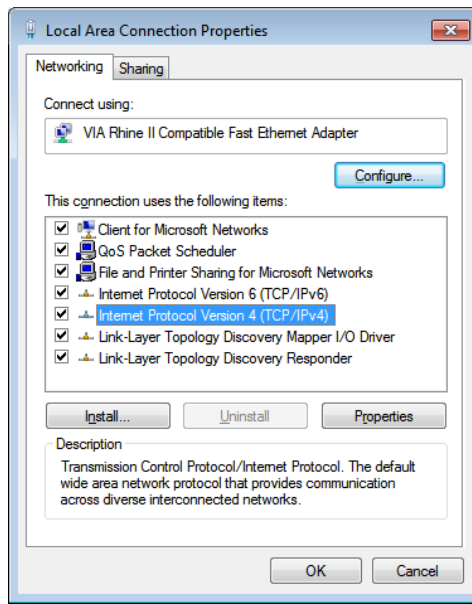 Local Area Connection Properties
Networking Sharing
Connect using:
VIA Rhine II Compatible Fast Ethernet Adapter
Configure...
This connection uses the following items:
Client for Microsoft Networks
QoS Packet Scheduler
File and Printer Sharing for Microsoft Networks
Internet Protocol Version 6 (TCP/IPv6)
Internet Protocol Version 4 (TCP/IPv4)
Link-Layer Topology Discovery Mapper I/O Driver
Link-Layer Topology Discovery Responder
Install... Uninstall Properties
Description
Transmission Control Protocol/Internet Protocol. The default
wide area network protocol that provides communication
across diverse interconnected networks.
OK Cancel